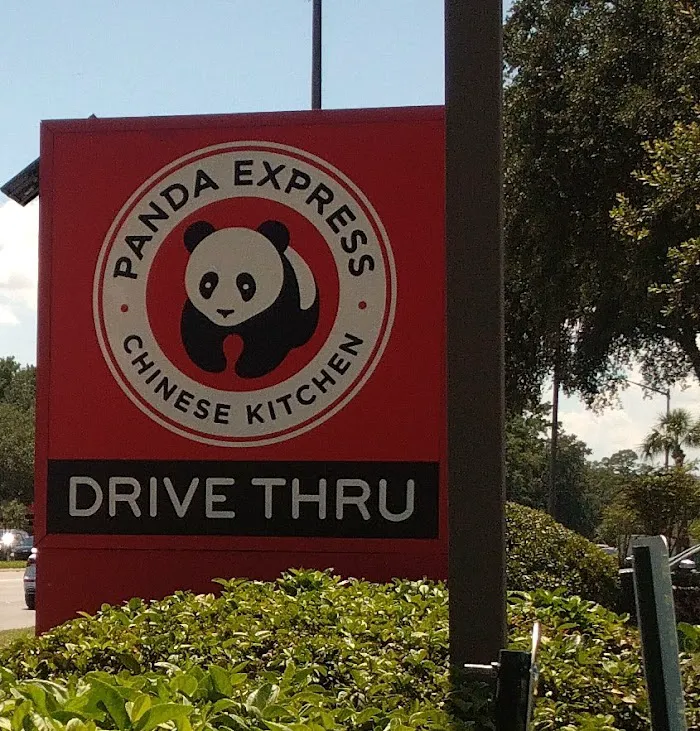 PANDA EXPRESS
CHINESE KITCHEN
DRIVE THRU